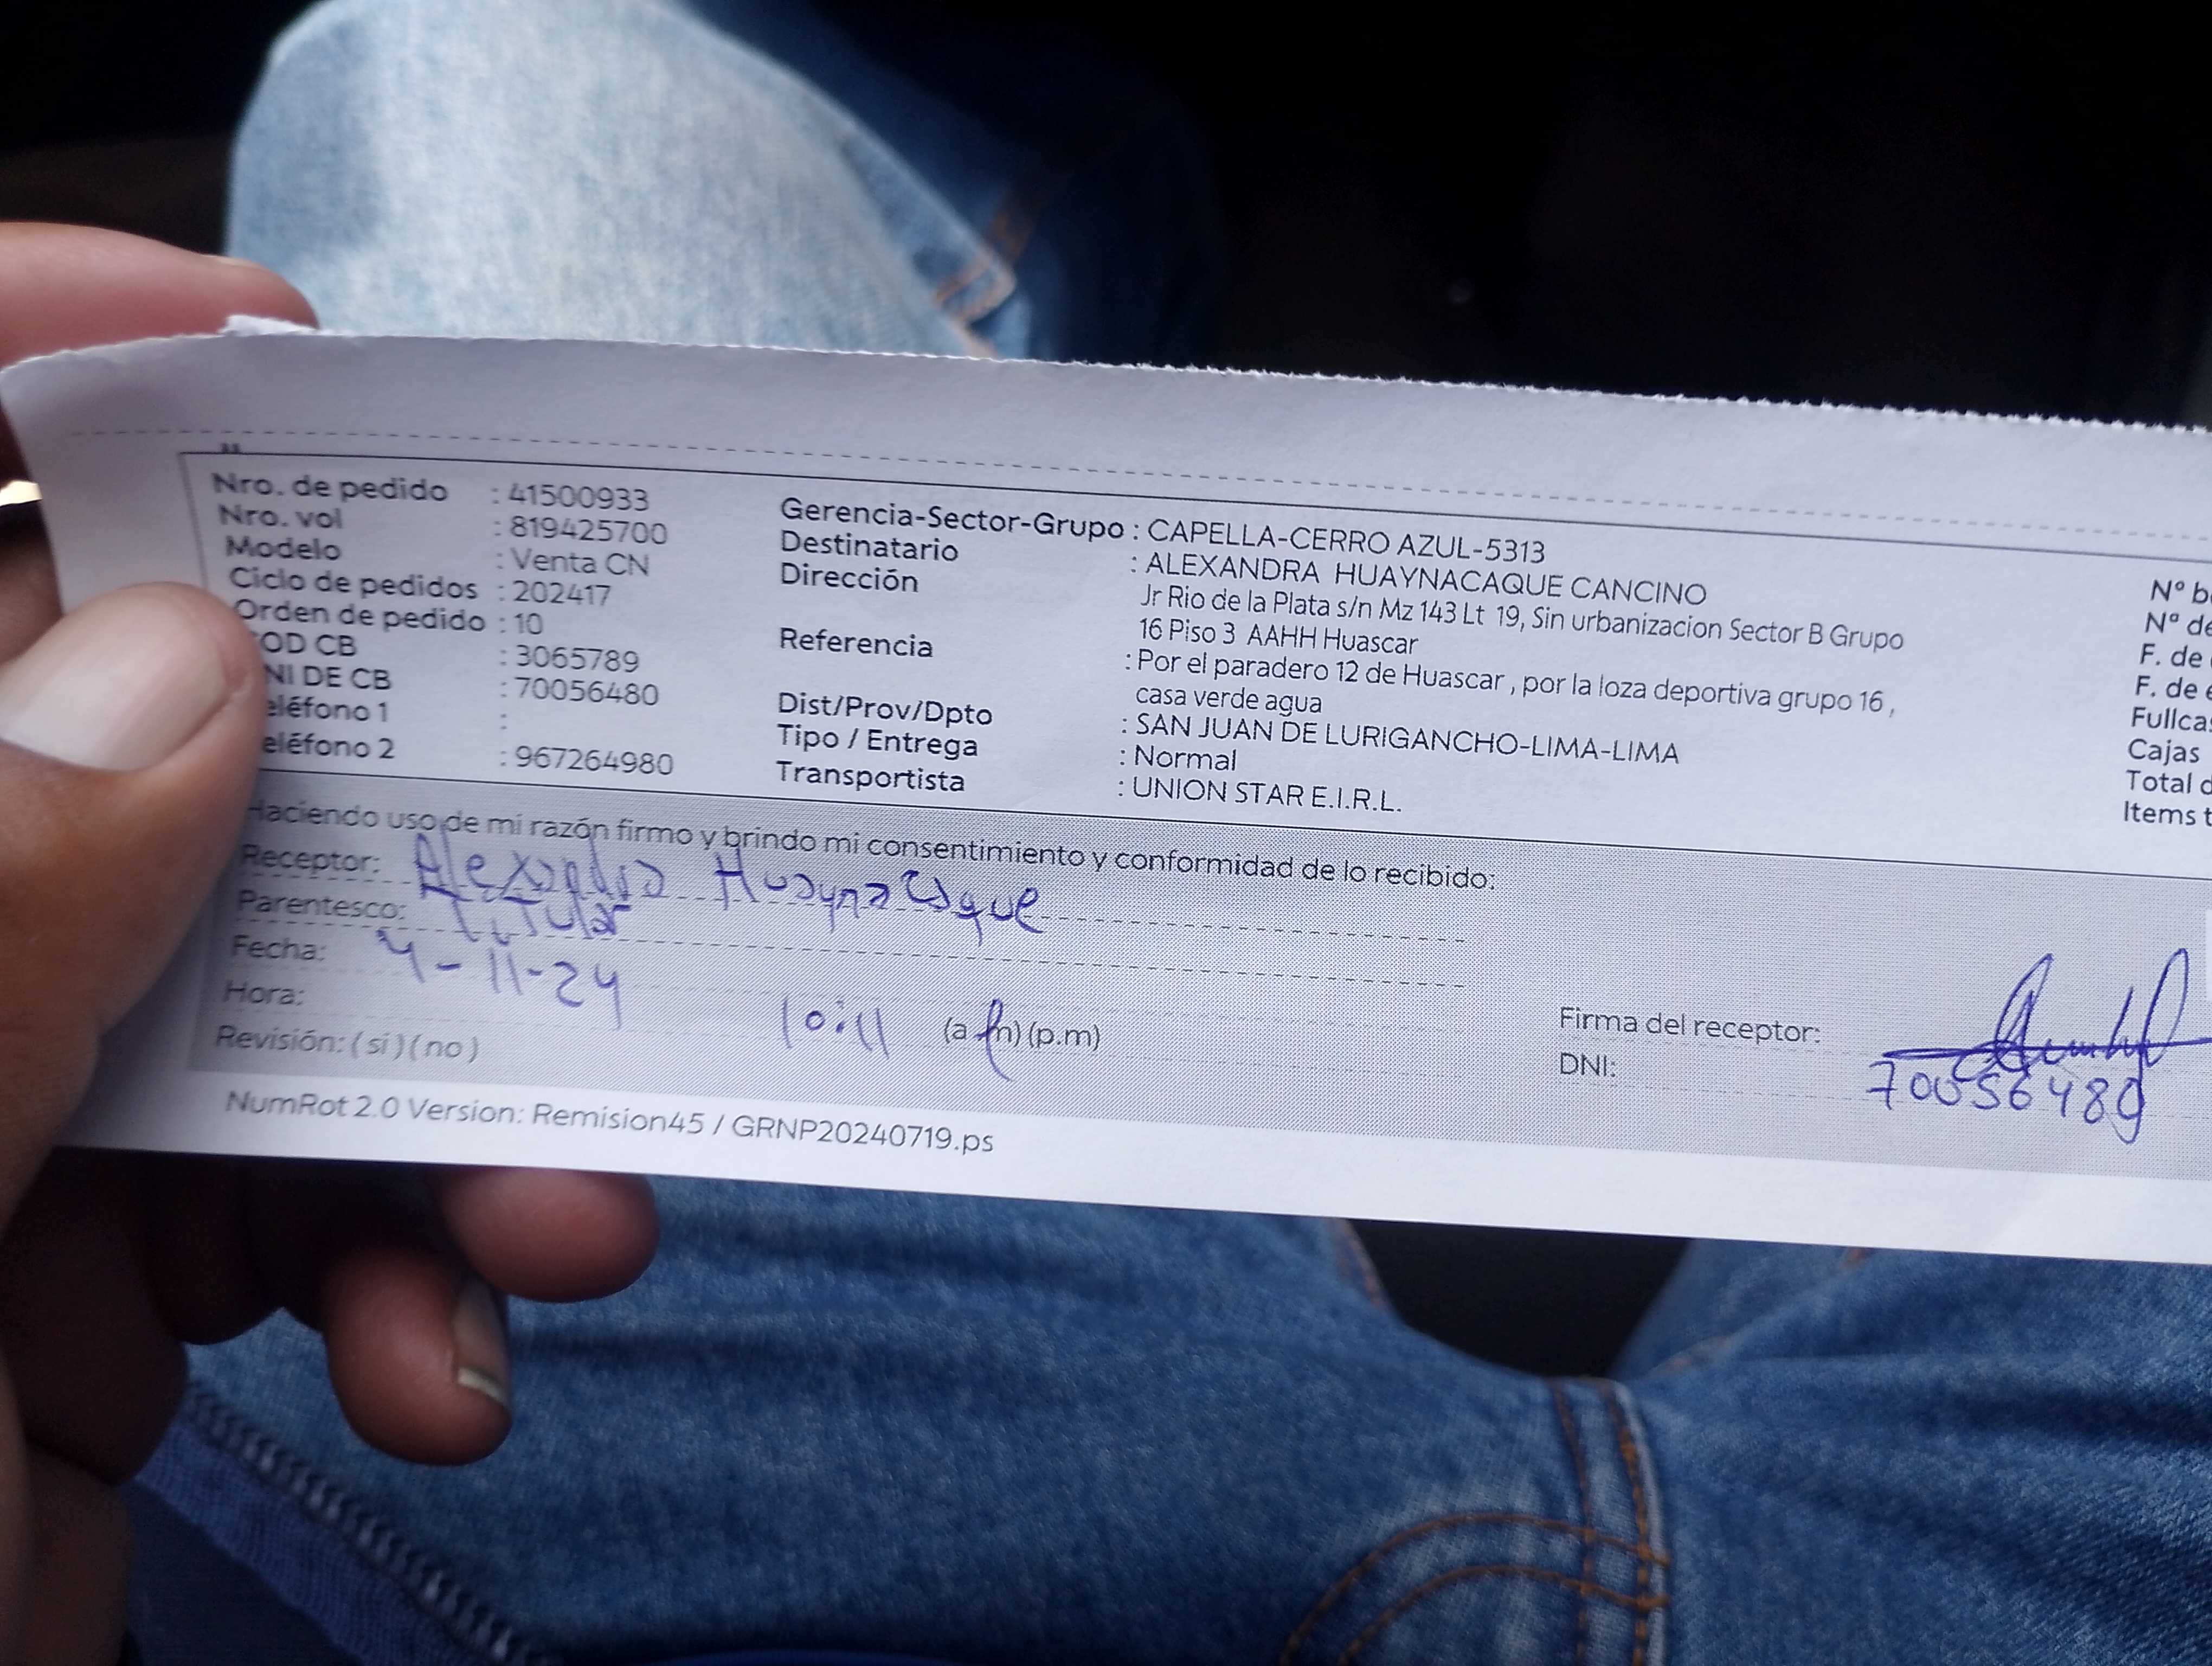 Nro. de pedido : 41500933
Nro. vol : 819425700
Modelo : Venta CN
Ciclo de pedidos : 202417
Orden de pedido : 10
OD CB : 3065789
NI DE CB : 70056480
eléfono 1 :
eléfono 2 : 967264980
Gerencia-Sector-Grupo : CAPELLA-CERRO AZUL-5313
Destinatario : ALEXANDRA HUAYNACAQUE CANCINO
Dirección Jr Rio de la Plata s/n Mz 143 Lt 19, Sin urbanizacion Sector B Grupo
16 Piso 3 AAHH Huascar
Referencia : Por el paradero 12 de Huascar , por la loza deportiva grupo 16 ,
casa verde agua
Dist/Prov/Dpto : SAN JUAN DE LURIGANCHO-LIMA-LIMA
Tipo / Entrega : Normal
Transportista : UNION STAR E.I.R.L.
N° b
N° de
F. de
F. de e
Fullcas
Cajas
Total d
Items t
Haciendo uso de mi razón firmo y brindo mi consentimiento y conformidad de lo recibido:
Receptor: Alexandra Huaynacaque
Parentesco: Titular
Fecha: 4-11-24
Hora: 10:11 (a.m) (p.m)
Revisión: ( si ) ( no )
Firma del receptor:
DNI: 70056480
NumRot 2.0 Version: Remision45 / GRNP20240719.ps